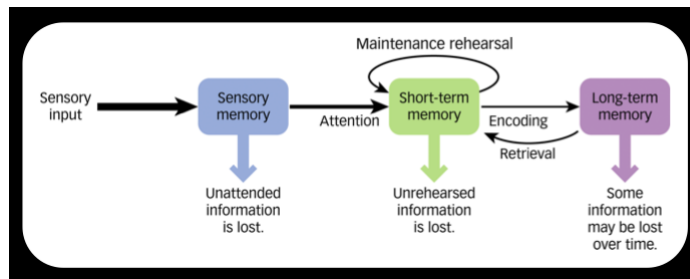 Maintenance rehearsal
Sensory
input
Sensory
memory
Attention
Short-term
memory
Encoding
Retrieval
Long-term
memory
Unattended
information
is lost.
Unrehearsed
information
is lost.
Some
information
may be lost
over time.